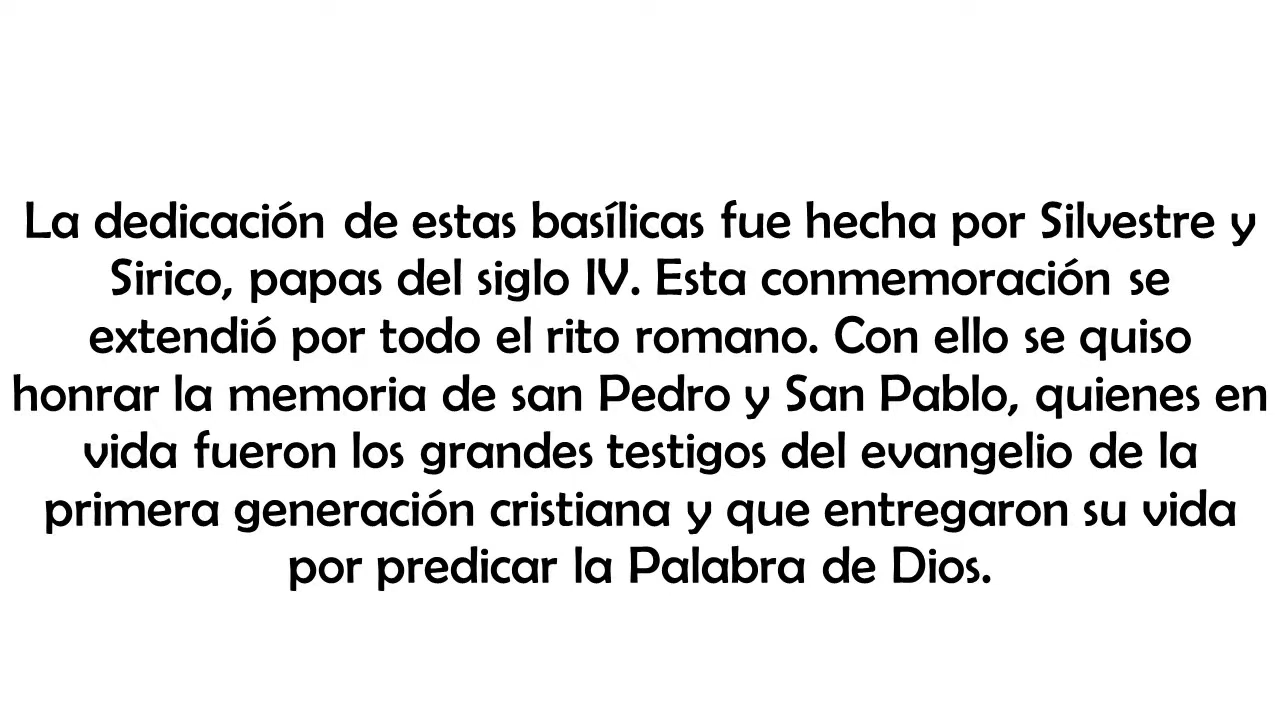 La dedicación de estas basílicas fue hecha por Silvestre y
Sirico, papas del siglo IV. Esta conmemoración se
extendió por todo el rito romano. Con ello se quiso
honrar la memoria de san Pedro y San Pablo, quienes en
vida fueron los grandes testigos del evangelio de la
primera generación cristiana y que entregaron su vida
por predicar la Palabra de Dios.